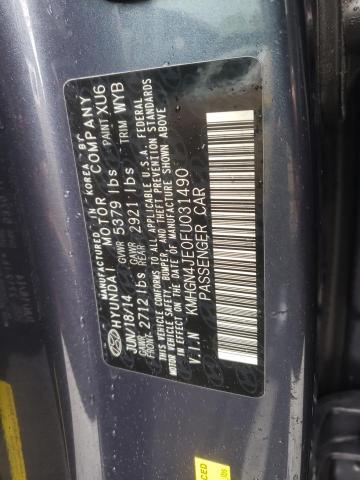 MANUFACTURED IN KOREA BY
HYUNDAI MOTOR COMPANY
JUN/18/14 GVWR 5379 lbs PAINT XU6
GAWR FRONT 2712 lbs GAWR REAR 2921 lbs TRIM WYB
THIS VEHICLE CONFORMS TO ALL APPLICABLE U.S.A. FEDERAL
MOTOR VEHICLE SAFETY, BUMPER, AND THEFT PREVENTION STANDARDS
IN EFFECT ON THE DATE OF MANUFACTURE SHOWN ABOVE
KMHGN4JE0FU031490
V.I.N PASSENGER CAR